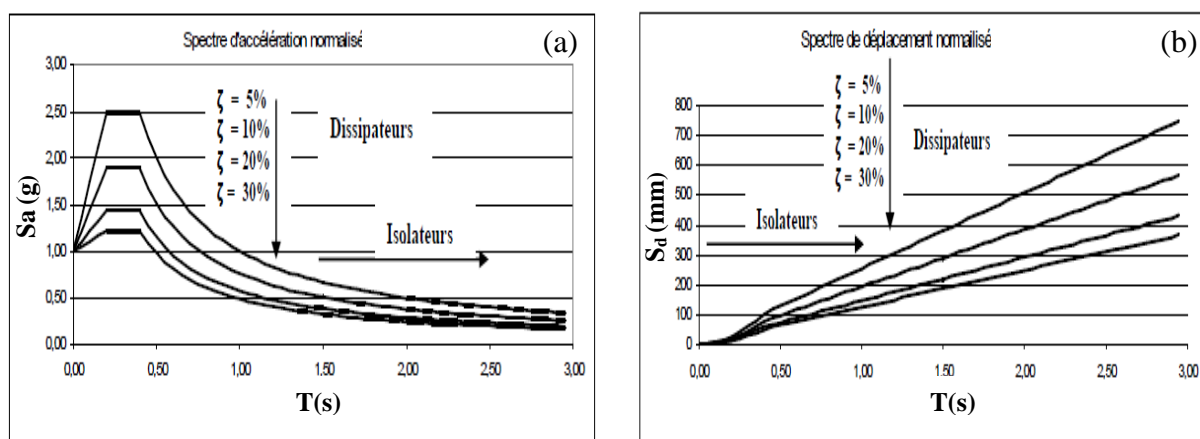 Spectre d'accélération normalisé
(a)
3,00
2,50
2,00
1,50
1,00
0,50
0,00
Sa (g)
ζ = 5%
ζ = 10%
ζ = 20%
ζ = 30%
Dissipateurs
Isolateurs
0,00 0,50 1,00 1,50 2,00 2,50 3,00
T(s)
Spectre de déplacement normailisé
(b)
800
700
600
500
400
300
200
100
0
Sd (mm)
ζ = 5%
ζ = 10%
ζ = 20%
ζ = 30%
Dissipateurs
Isolateurs
0,00 0,50 1,00 1,50 2,00 2,50 3,00
T(s)